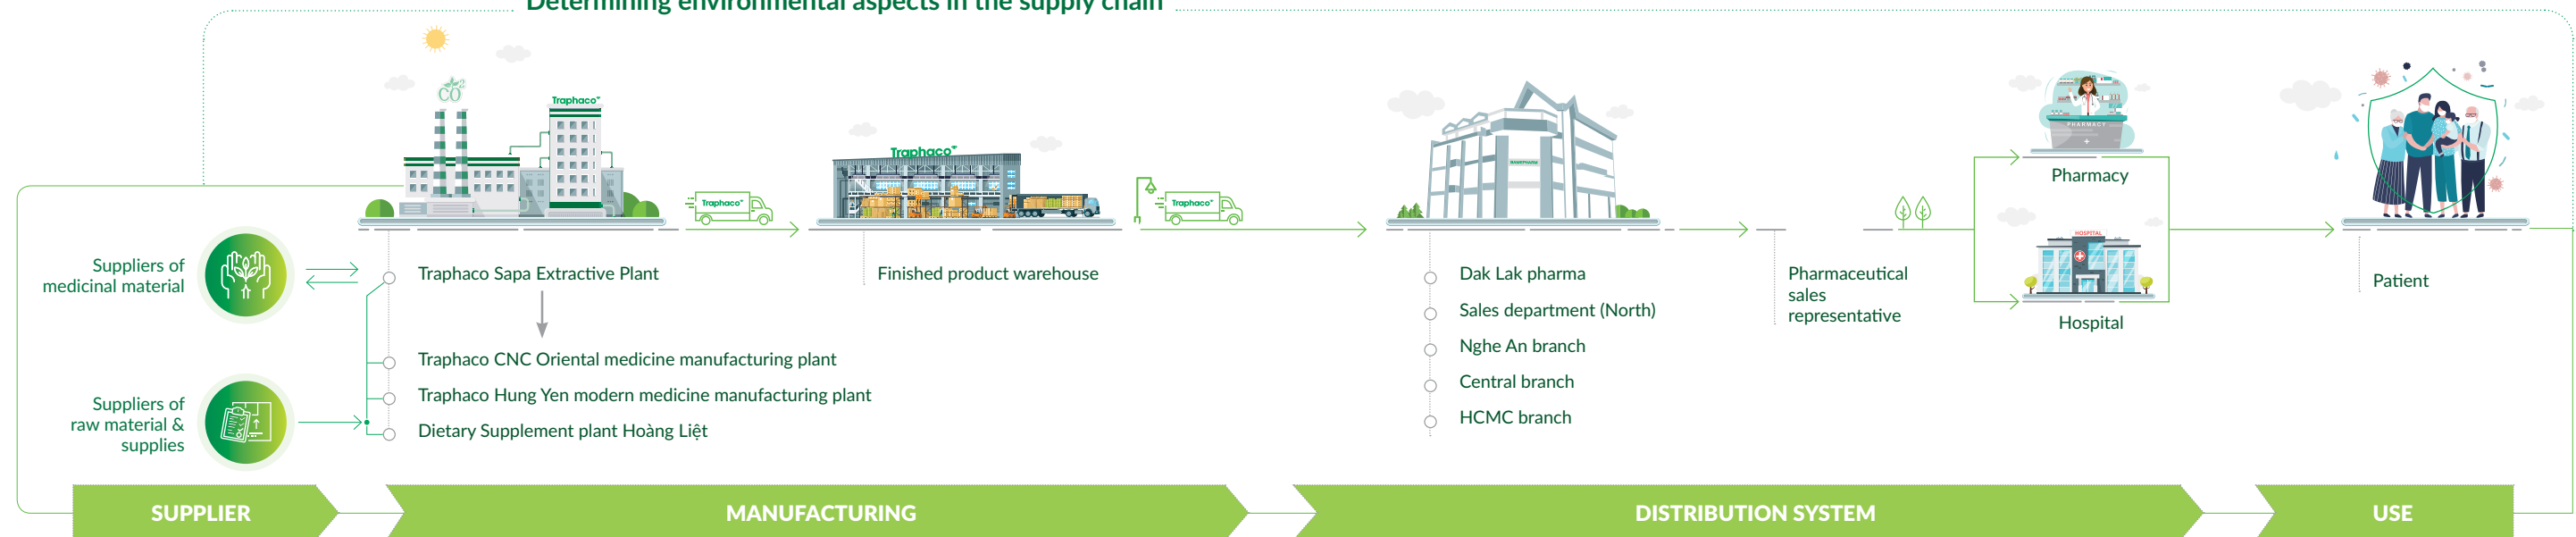 Determining environmental aspects in the supply chain
CO2
Traphaco
Traphaco
Traphaco
Traphaco
PHARMACY
Pharmacy
HOSPITAL
Hospital
Suppliers of
medicinal material
Suppliers of
raw material &
supplies
Traphaco Sapa Extractive Plant
Traphaco CNC Oriental medicine manufacturing plant
Traphaco Hung Yen modern medicine manufacturing plant
Dietary Supplement plant Hoàng Liệt
Finished product warehouse
Dak Lak pharma
Sales department (North)
Nghe An branch
Central branch
HCMC branch
Pharmaceutical
sales
representative
Patient
SUPPLIER
MANUFACTURING
DISTRIBUTION SYSTEM
USE